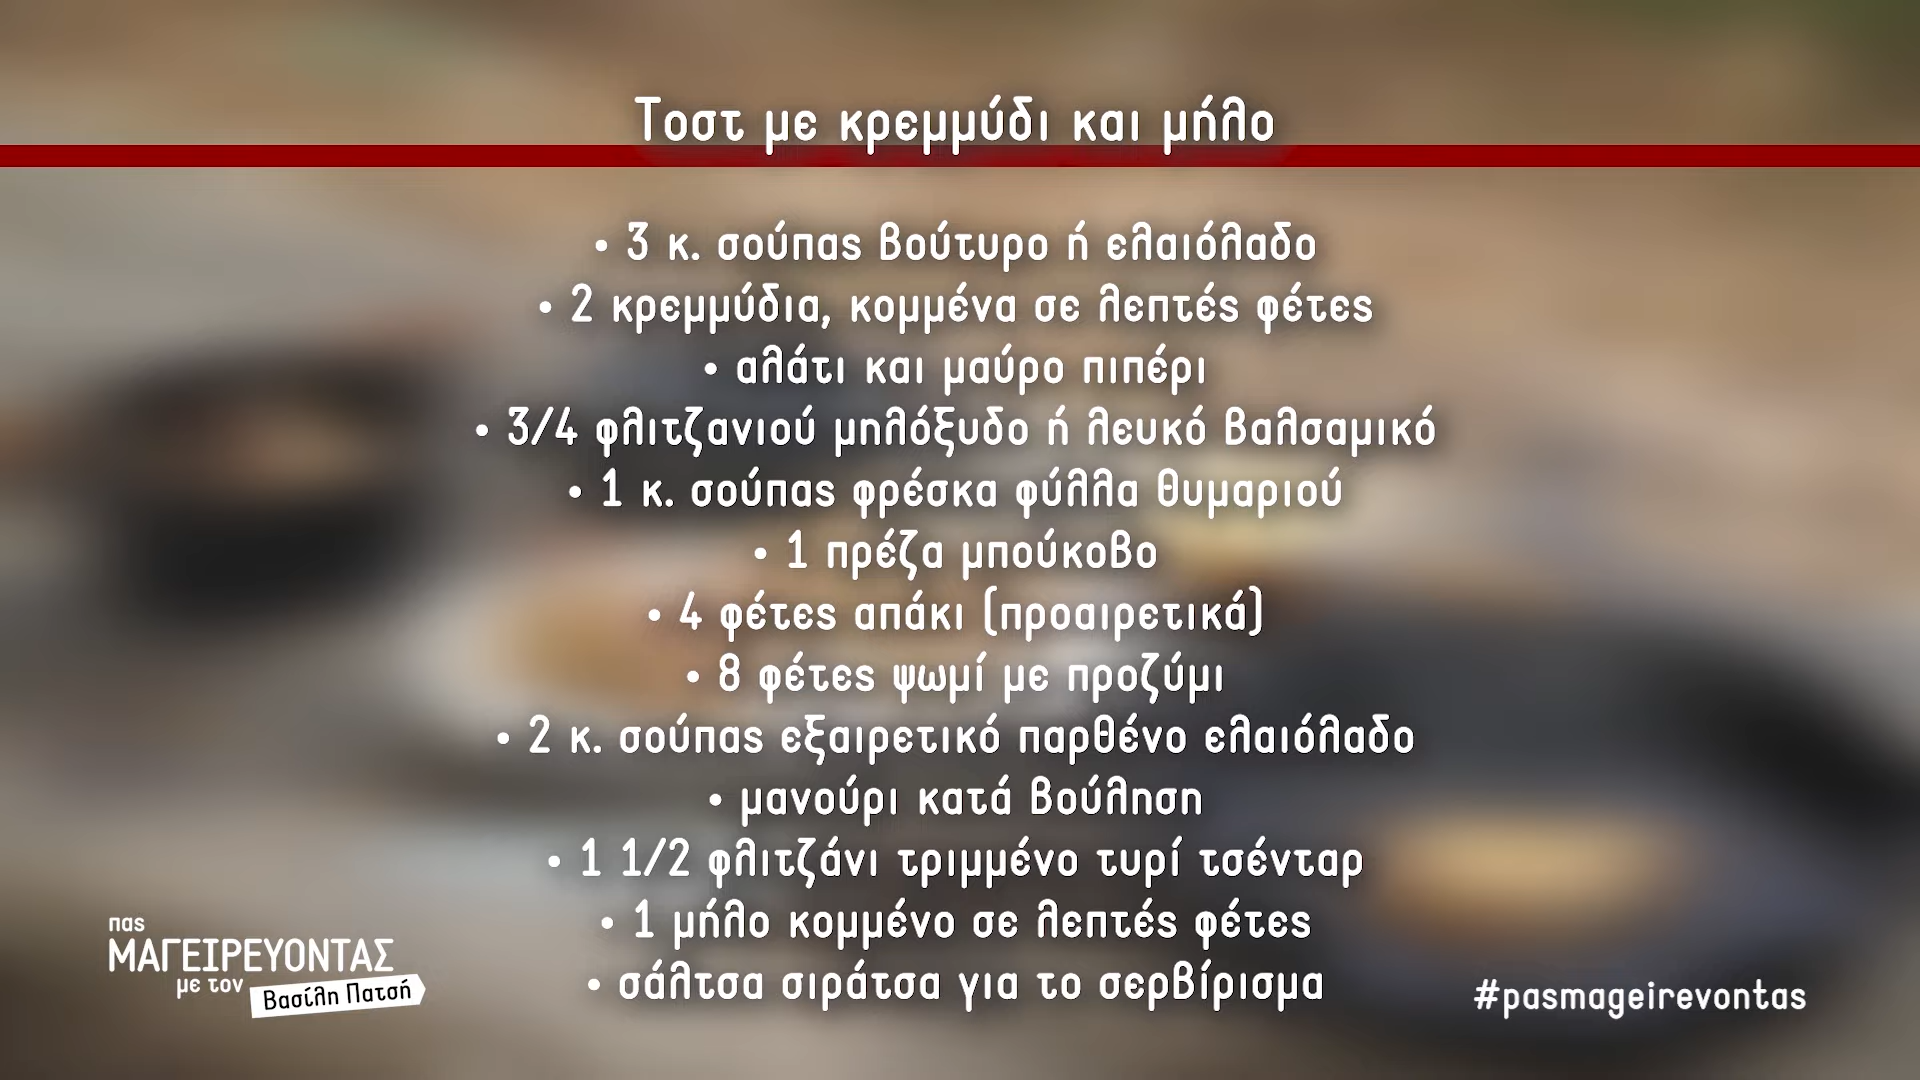 Τοστ με κρεμμύδι και μήλο
• 3 κ. σούπας βούτυρο ή ελαιόλαδο
• 2 κρεμμύδια, κομμένα σε λεπτές φέτες
• αλάτι και μαύρο πιπέρι
• 3/4 φλιτζανιού μηλόξυδο ή λευκό βαλσαμικό
• 1 κ. σούπας φρέσκα φύλλα θυμαριού
• 1 πρέζα μπούκοβο
• 4 φέτες απάκι (προαιρετικά)
• 8 φέτες ψωμί με προζύμι
• 2 κ. σούπας εξαιρετικό παρθένο ελαιόλαδο
• μανούρι κατά βούληση
• 1 1/2 φλιτζάνι τριμμένο τυρί τσένταρ
• 1 μήλο κομμένο σε λεπτές φέτες
• σάλτσα σιράτσα για το σερβίρισμα
πας
ΜΑΓΕΙΡΕΥΟΝΤΑΣ
με τον
Βασίλη Πατσή
#pasmageirevontas